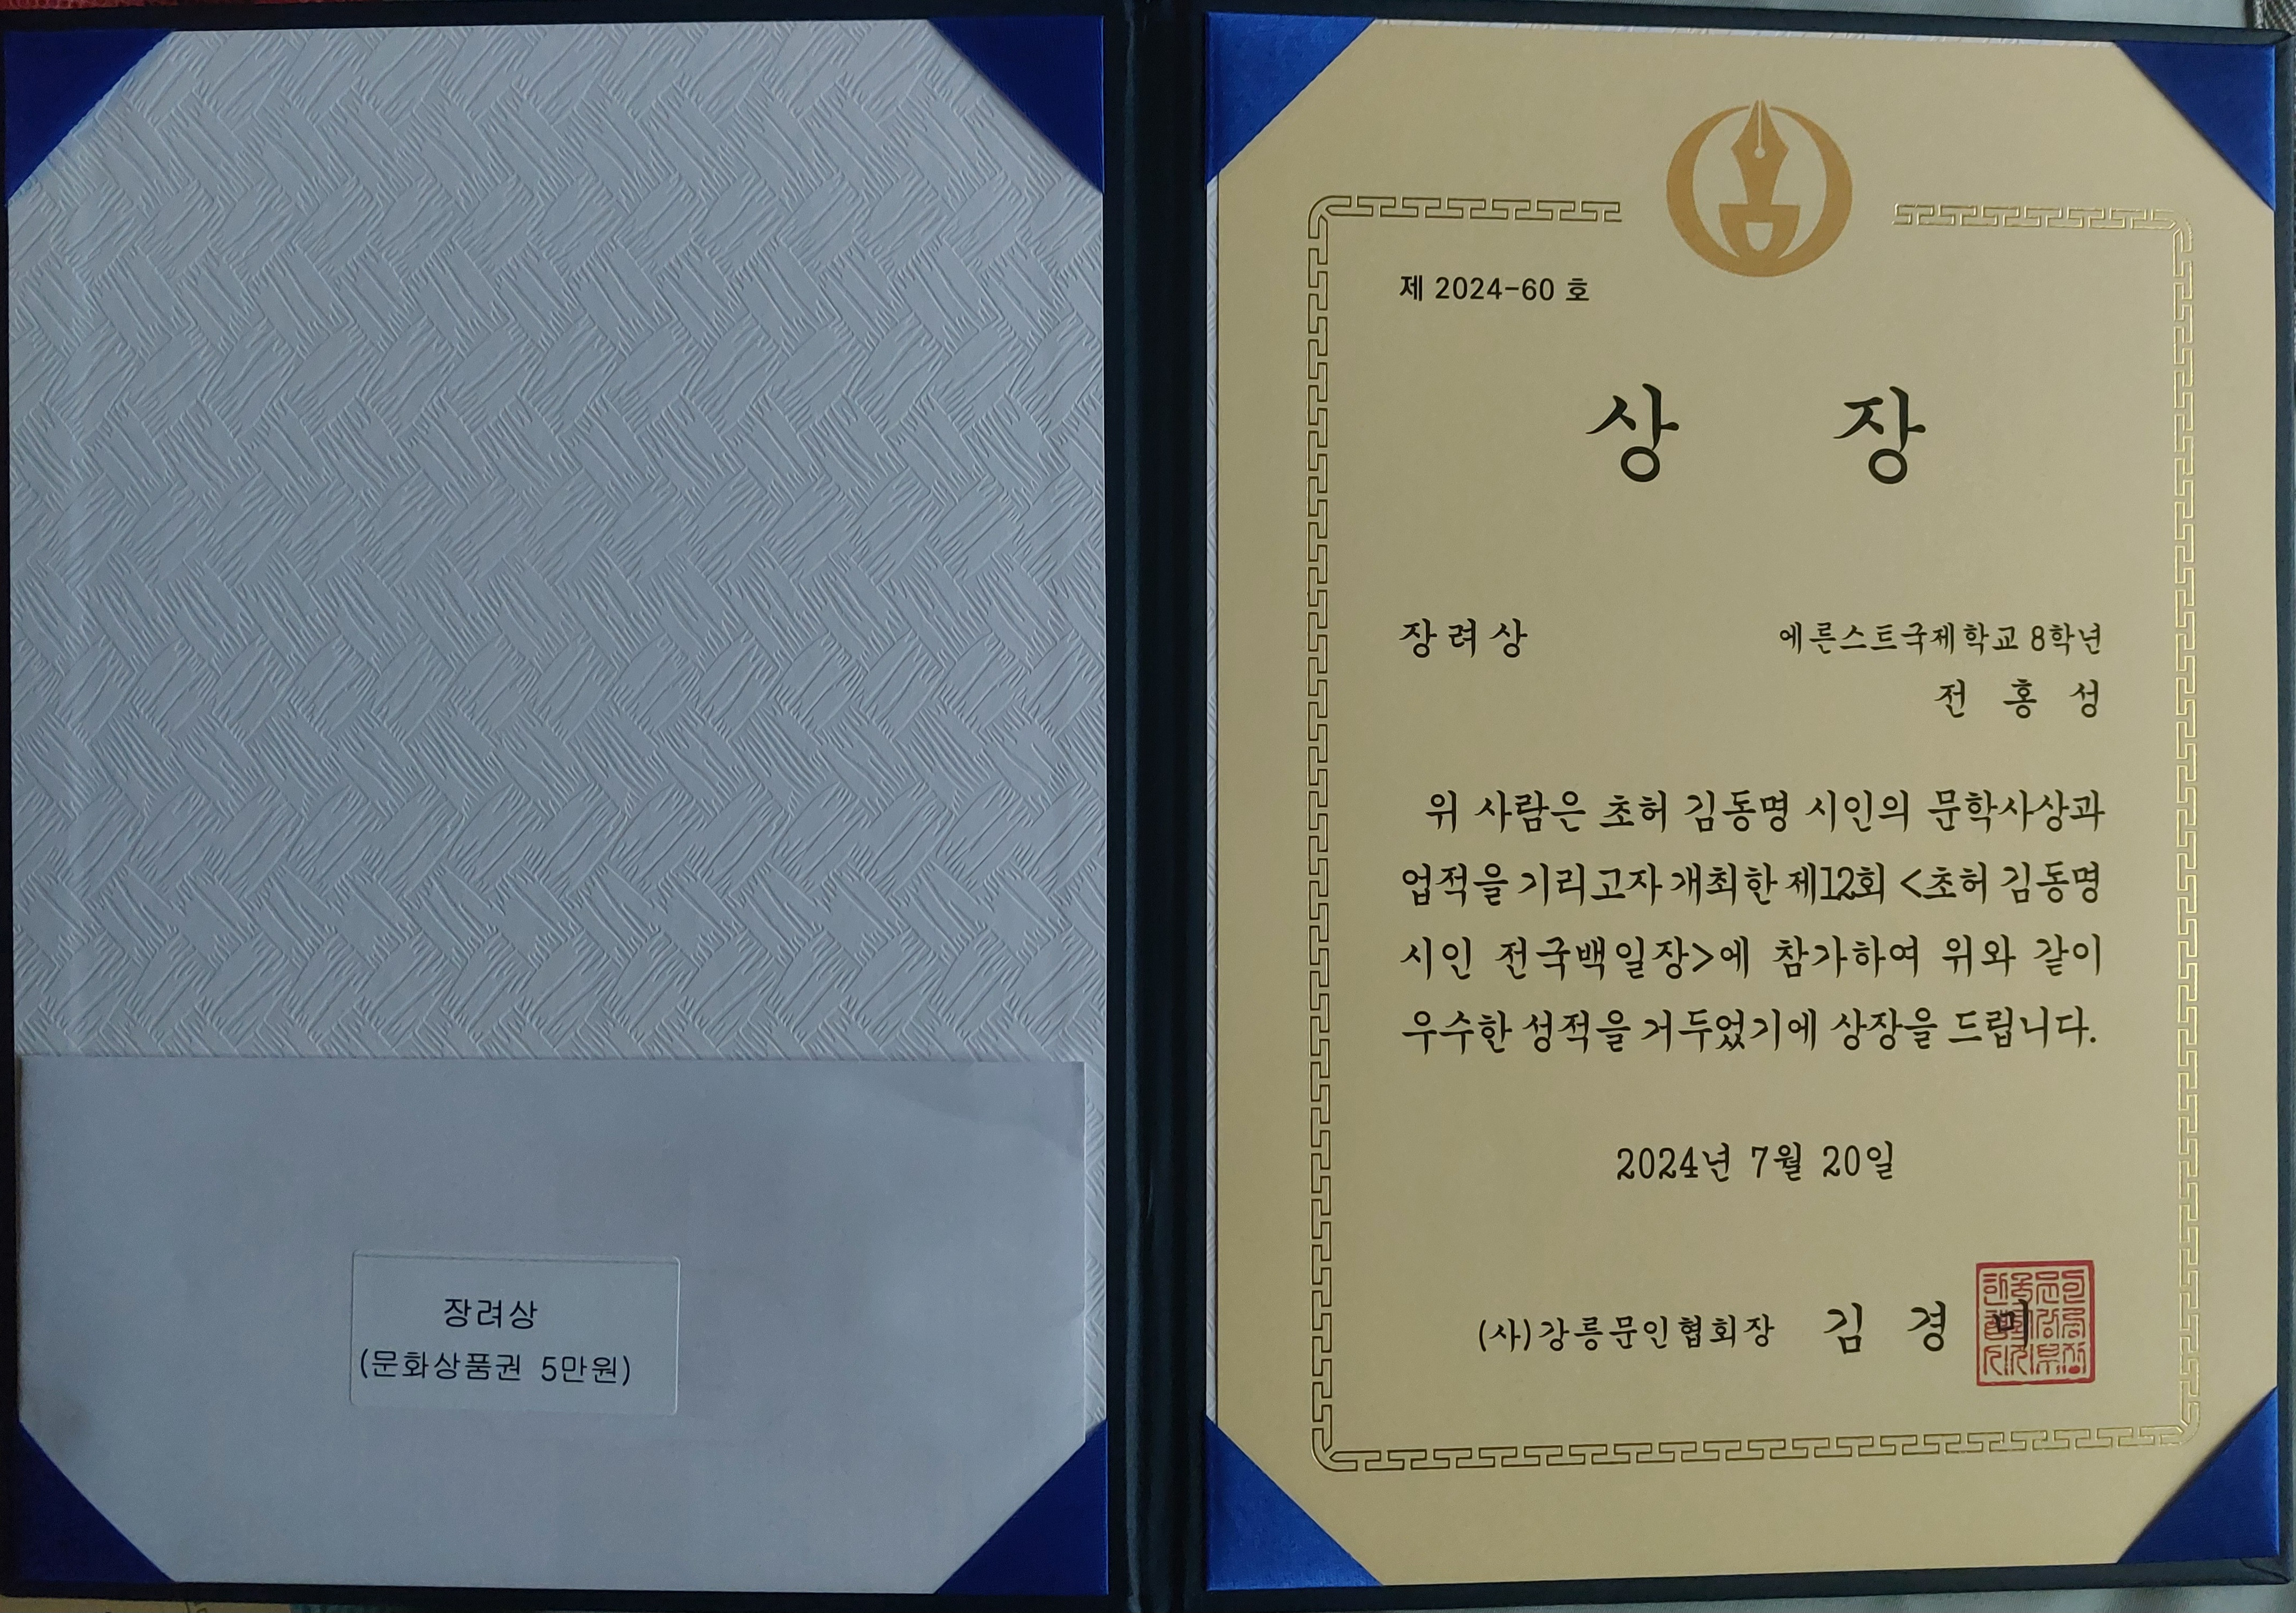 장려상
(문화상품권 5만원)
제 2024-60 호
상 장
장려상
에른스트국제학교 8학년
전 홍 성
위 사람은 초허 김동명 시인의 문학사상과
업적을 기리고자 개최한 제12회 <초허 김동명
시인 전국백일장>에 참가하여 위와 같이
우수한 성적을 거두었기에 상장을 드립니다.
2024년 7월 20일
(사)강릉문인협회장 김 경 미